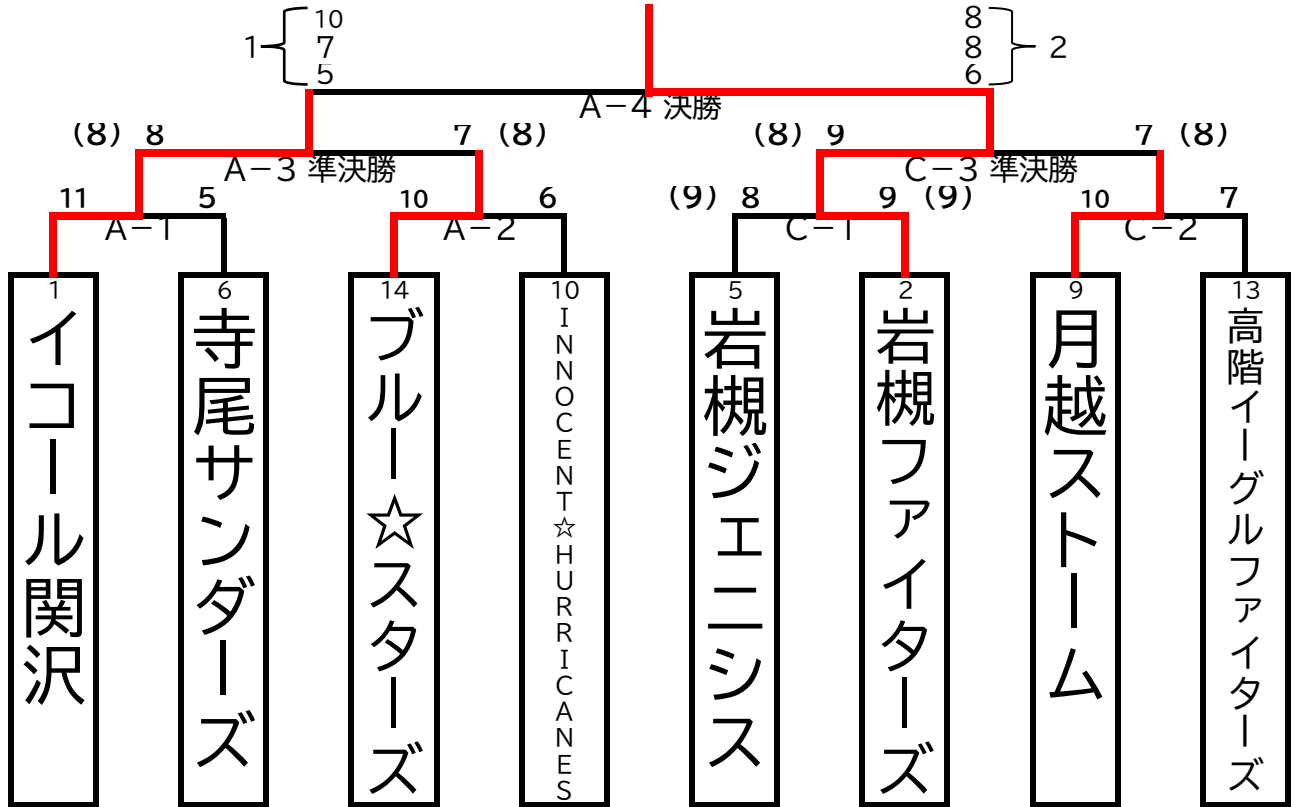 10 8
1 7 8 2
5 6
A－4 決勝
(8) 8 7 (8) (8) 9 7 (8)
A－3 準決勝 C－3 準決勝
11 5 10 6 (9) 8 9 (9) 10 7
A－1 A－2 C－1 C－2
1 6 14 10 5 2 9 13
イコール関沢
寺尾サンダーズ
ブルー☆スターズ
INNOCENT☆HURRICANES
岩槻ジェニシス
岩槻ファイターズ
月越ストーム
高階イーグルファイターズ